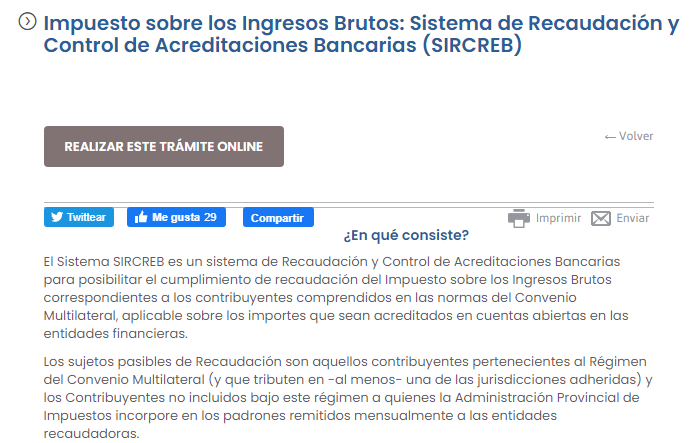 Impuesto sobre los Ingresos Brutos: Sistema de Recaudación y
Control de Acreditaciones Bancarias (SIRCREB)
REALIZAR ESTE TRÁMITE ONLINE
← Volver
Twittear Me gusta 29 Compartir Imprimir Enviar
¿En qué consiste?
El Sistema SIRCREB es un sistema de Recaudación y Control de Acreditaciones Bancarias
para posibilitar el cumplimiento de recaudación del Impuesto sobre los Ingresos Brutos
correspondientes a los contribuyentes comprendidos en las normas del Convenio
Multilateral, aplicable sobre los importes que sean acreditados en cuentas abiertas en las
entidades financieras.
Los sujetos pasibles de Recaudación son aquellos contribuyentes pertenecientes al Régimen
del Convenio Multilateral (y que tributen en -al menos- una de las jurisdicciones adheridas) y
los Contribuyentes no incluidos bajo este régimen a quienes la Administración Provincial de
Impuestos incorpore en los padrones remitidos mensualmente a las entidades
recaudadoras.